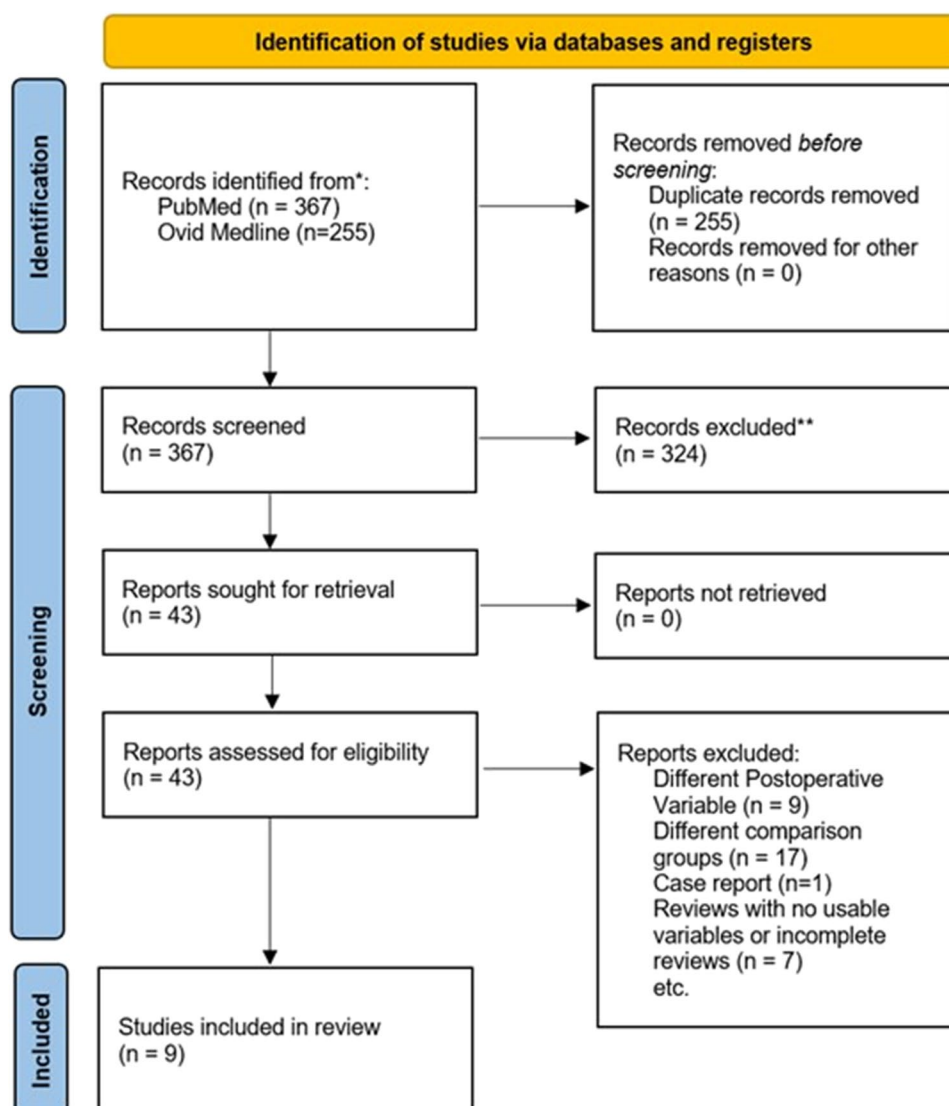 Identification of studies via databases and registers
Identification
Records identified from*:
PubMed (n = 367)
Ovid Medline (n=255)
Records removed before
screening:
Duplicate records removed
(n = 255)
Records removed for other
reasons (n = 0)
Screening
Records screened
(n = 367)
Records excluded**
(n = 324)
Reports sought for retrieval
(n = 43)
Reports not retrieved
(n = 0)
Reports assessed for eligibility
(n = 43)
Reports excluded:
Different Postoperative
Variable (n = 9)
Different comparison
groups (n = 17)
Case report (n=1)
Reviews with no usable
variables or incomplete
reviews (n = 7)
etc.
Included
Studies included in review
(n = 9)